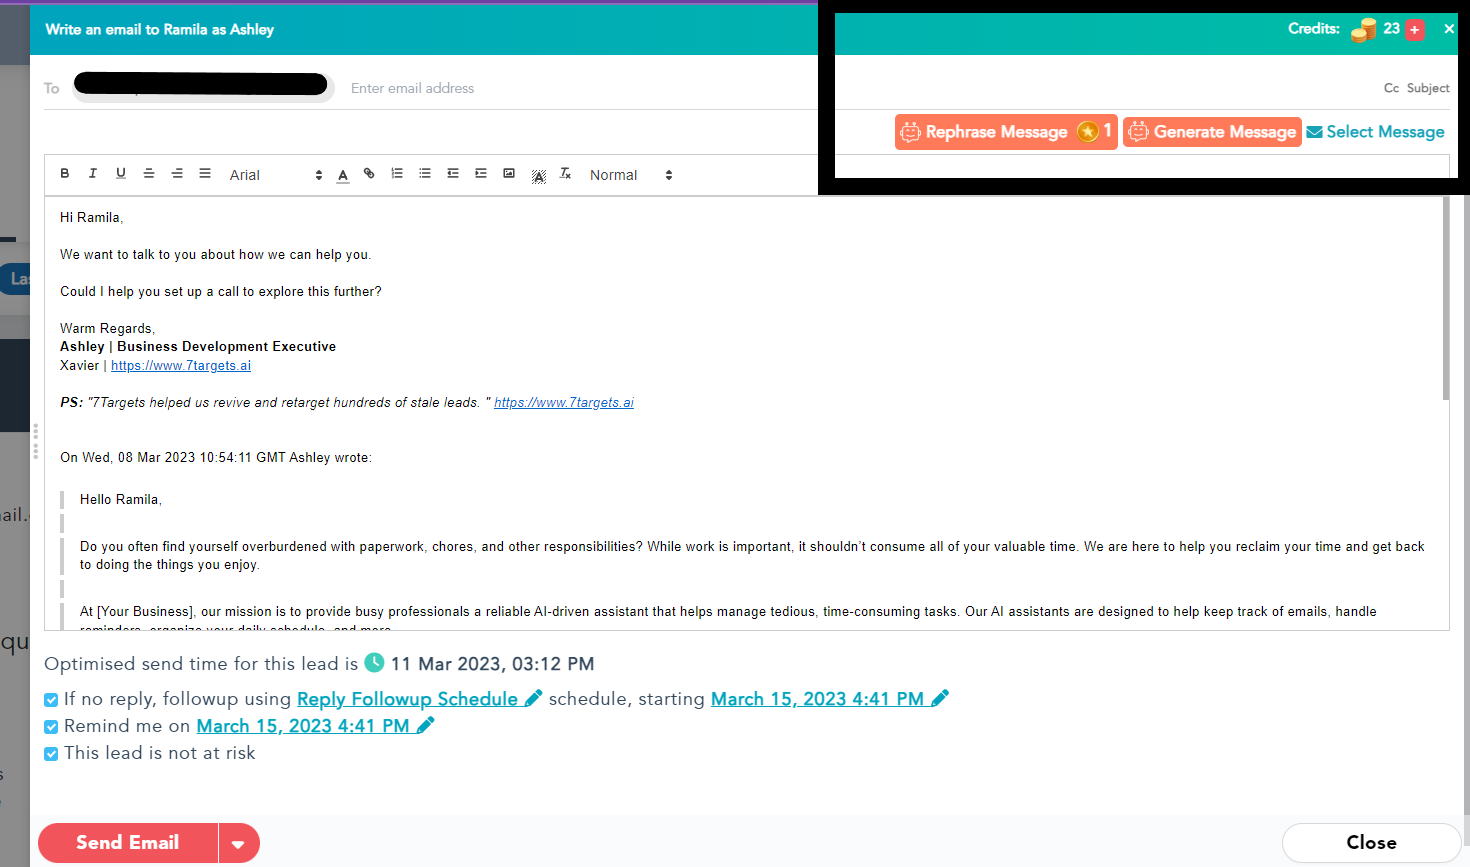 Write an email to Ramila as Ashley
Credits: 23 + ×
To
Enter email address
Cc Subject
Rephrase Message 1 Generate Message Select Message
B I U Arial A A Tx Normal
Hi Ramila,
We want to talk to you about how we can help you.
Could I help you set up a call to explore this further?
Warm Regards,
Ashley | Business Development Executive
Xavier | https://www.7targets.ai
PS: "7Targets helped us revive and retarget hundreds of stale leads. " https://www.7targets.ai
On Wed, 08 Mar 2023 10:54:11 GMT Ashley wrote:
Hello Ramila,
Do you often find yourself overburdened with paperwork, chores, and other responsibilities? While work is important, it shouldn't consume all of your valuable time. We are here to help you reclaim your time and get back
to doing the things you enjoy.
At [Your Business], our mission is to provide busy professionals a reliable AI-driven assistant that helps manage tedious, time-consuming tasks. Our AI assistants are designed to help keep track of emails, handle
reminders, organize your daily schedule, and more.
Optimised send time for this lead is 11 Mar 2023, 03:12 PM
If no reply, followup using Reply Followup Schedule schedule, starting March 15, 2023 4:41 PM
Remind me on March 15, 2023 4:41 PM
This lead is not at risk
Send Email
Close